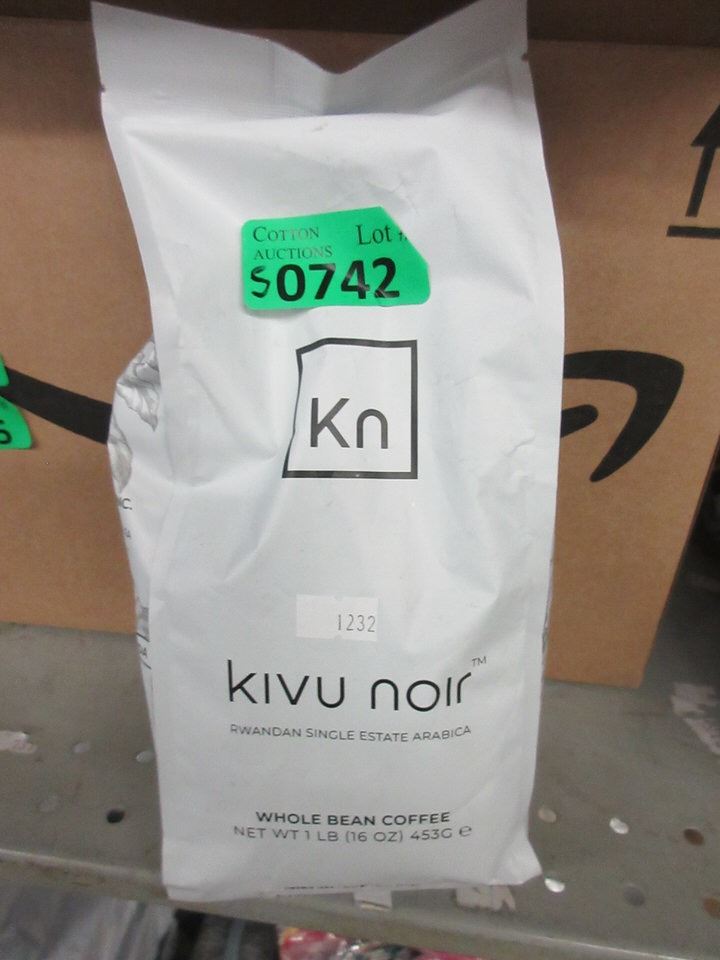 COTTON
AUCTIONS
Lot #
S0742
Kn
1232
kivu noir™
RWANDAN SINGLE ESTATE ARABICA
WHOLE BEAN COFFEE
NET WT 1 LB (16 OZ) 453G ℮